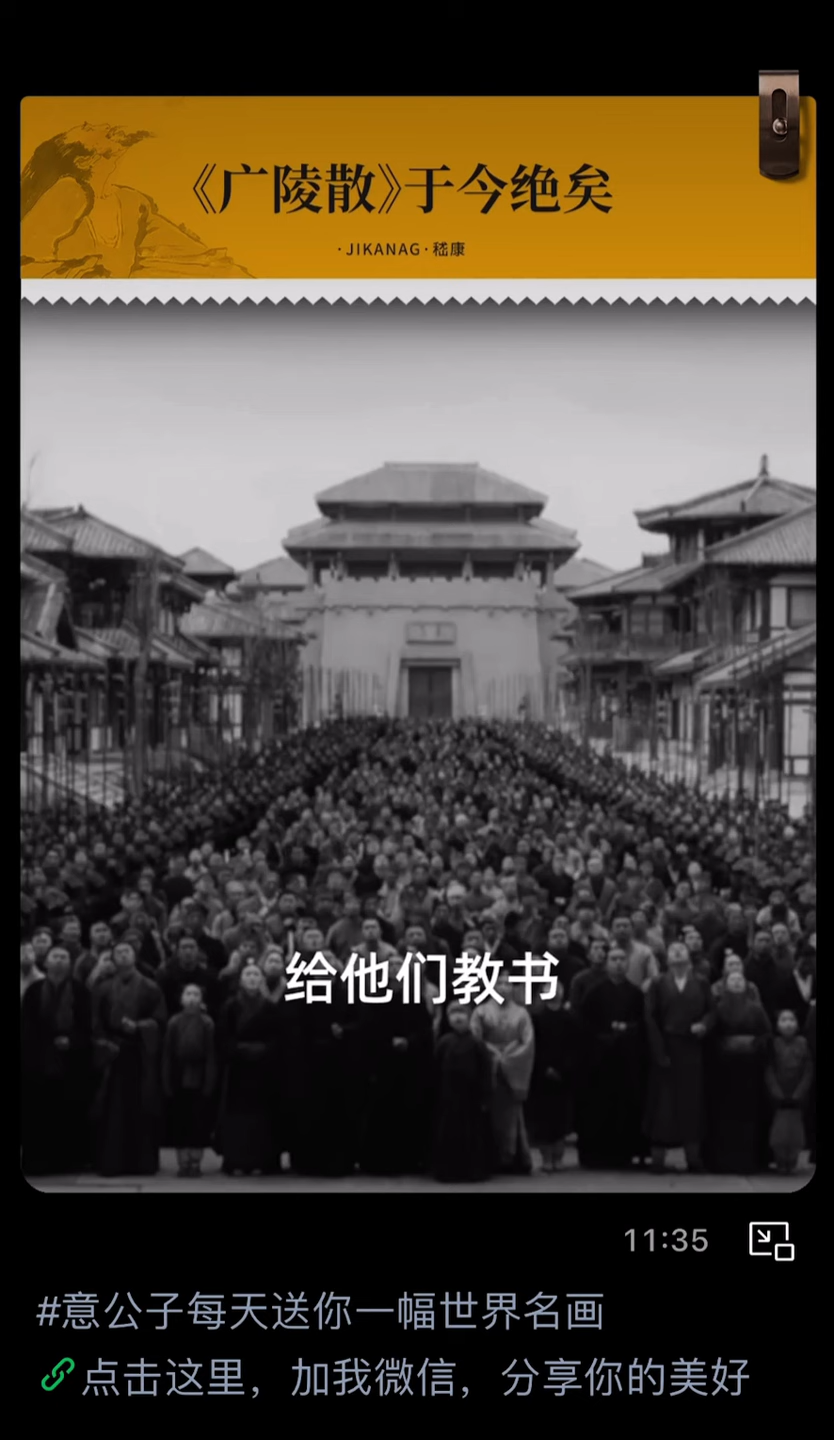 《广陵散》于今绝矣
·JIKANAG·嵇康
给他们教书
11:35
#意公子每天送你一幅世界名画
点击这里，加我微信，分享你的美好